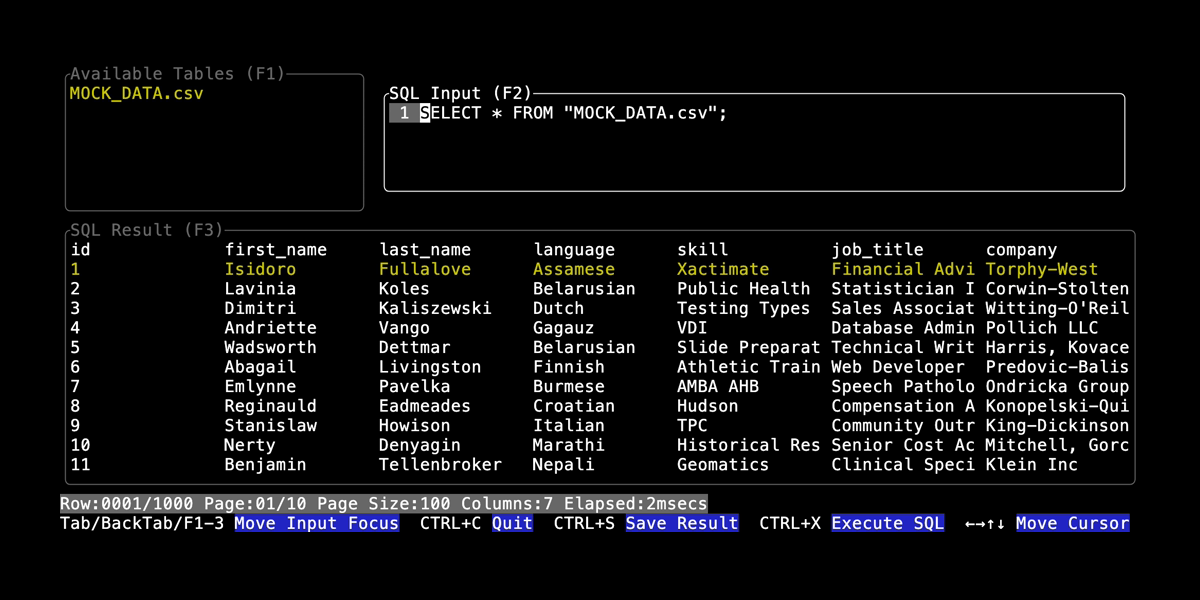 Available Tables (F1)
MOCK_DATA.csv
SQL Input (F2)
1 SELECT * FROM "MOCK_DATA.csv";
SQL Result (F3)
id first_name last_name language skill job_title company
1 Isidoro Fullalove Assamese Xactimate Financial Advi Torphy-West
2 Lavinia Koles Belarusian Public Health Statistician I Corwin-Stolten
3 Dimitri Kaliszewski Dutch Testing Types Sales Associat Witting-O'Reil
4 Andriette Vango Gagauz VDI Database Admin Pollich LLC
5 Wadsworth Dettmar Belarusian Slide Preparat Technical Writ Harris, Kovace
6 Abagail Livingston Finnish Athletic Train Web Developer Predovic-Balis
7 Emlynne Pavelka Burmese AMBA AHB Speech Patholo Ondricka Group
8 Reginauld Eadmeades Croatian Hudson Compensation A Konopelski-Qui
9 Stanislaw Howison Italian TPC Community Outr King-Dickinson
10 Nerty Denyagin Marathi Historical Res Senior Cost Ac Mitchell, Gorc
11 Benjamin Tellenbroker Nepali Geomatics Clinical Speci Klein Inc
Row:0001/1000 Page:01/10 Page Size:100 Columns:7 Elapsed:2msecs
Tab/BackTab/F1-3 Move Input Focus CTRL+C Quit CTRL+S Save Result CTRL+X Execute SQL ←→↑↓ Move Cursor